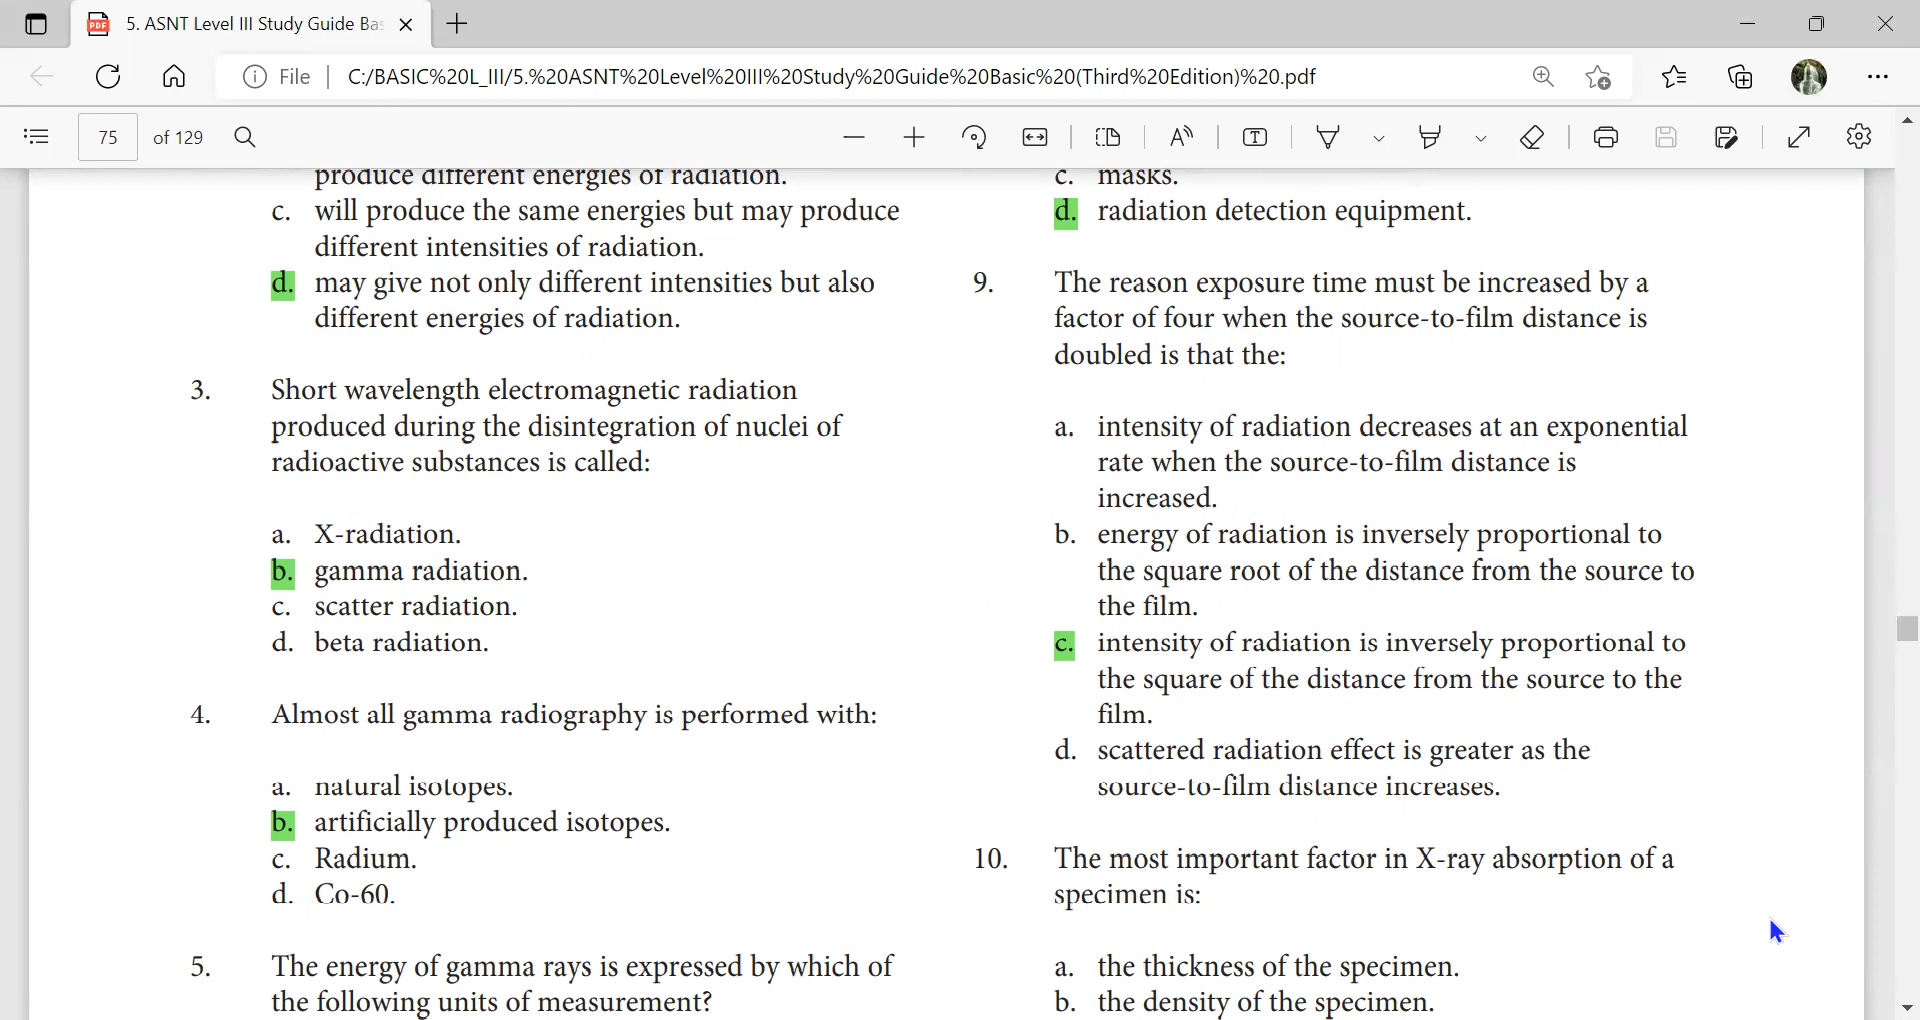 5. ASNT Level III Study Guide Bas
File
C:/BASIC%20L_III/5.%20ASNT%20Level%20III%20Study%20Guide%20Basic%20(Third%20Edition)%20.pdf
75 of 129
produce different energies of radiation.
c. will produce the same energies but may produce
different intensities of radiation.
d. may give not only different intensities but also
different energies of radiation.
3. Short wavelength electromagnetic radiation
produced during the disintegration of nuclei of
radioactive substances is called:
a. X-radiation.
b. gamma radiation.
c. scatter radiation.
d. beta radiation.
4. Almost all gamma radiography is performed with:
a. natural isotopes.
b. artificially produced isotopes.
c. Radium.
d. Co-60.
5. The energy of gamma rays is expressed by which of
the following units of measurement?
c. masks.
d. radiation detection equipment.
9. The reason exposure time must be increased by a
factor of four when the source-to-film distance is
doubled is that the:
a. intensity of radiation decreases at an exponential
rate when the source-to-film distance is
increased.
b. energy of radiation is inversely proportional to
the square root of the distance from the source to
the film.
c. intensity of radiation is inversely proportional to
the square of the distance from the source to the
film.
d. scattered radiation effect is greater as the
source-to-film distance increases.
10. The most important factor in X-ray absorption of a
specimen is:
a. the thickness of the specimen.
b. the density of the specimen.